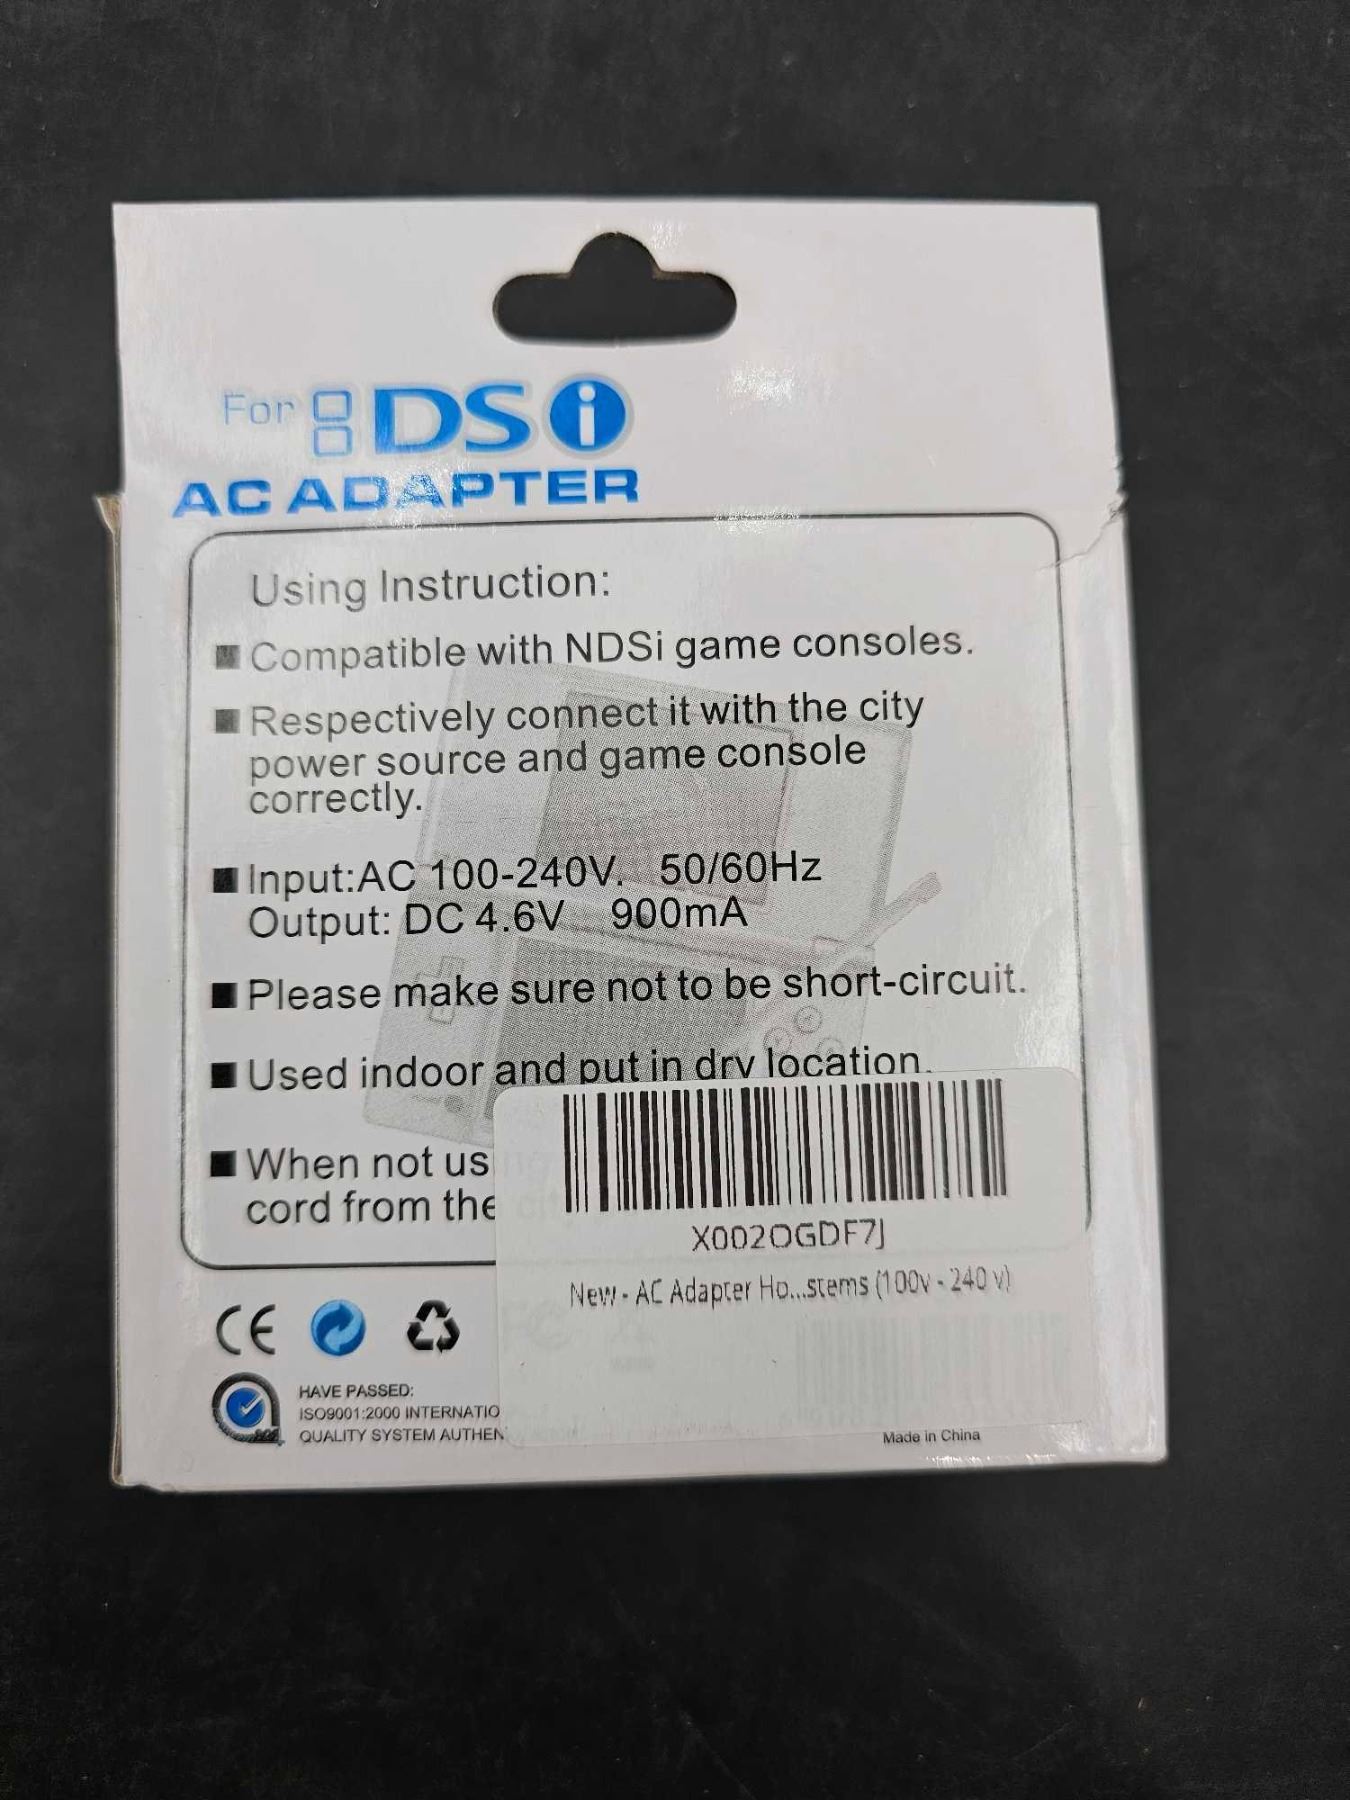 For DSi
AC ADAPTER
Using Instruction:
■ Compatible with NDSi game consoles.
■ Respectively connect it with the city
power source and game console
correctly.
■ Input:AC 100-240V. 50/60Hz
Output: DC 4.6V 900mA
■ Please make sure not to be short-circuit.
■ Used indoor and put in dry location.
■ When not us
cord from the
X002OGDF7J
New - AC Adapter Ho...stems (100v - 240 v)
CE
HAVE PASSED:
ISO9001:2000 INTERNATIO
QUALITY SYSTEM AUTHEN
SGS
Made in China